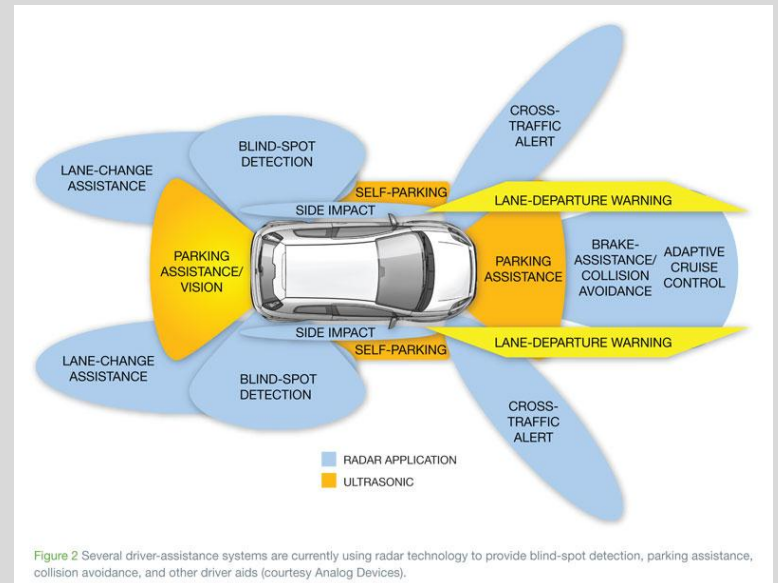 CROSS-
TRAFFIC
ALERT
BLIND-SPOT
DETECTION
LANE-CHANGE
ASSISTANCE
SELF-PARKING
LANE-DEPARTURE WARNING
SIDE IMPACT
PARKING
ASSISTANCE/
VISION
PARKING
ASSISTANCE
BRAKE-
ASSISTANCE/
COLLISION
AVOIDANCE
ADAPTIVE
CRUISE
CONTROL
SIDE IMPACT
LANE-DEPARTURE WARNING
SELF-PARKING
LANE-CHANGE
ASSISTANCE
BLIND-SPOT
DETECTION
CROSS-
TRAFFIC
ALERT
RADAR APPLICATION
ULTRASONIC
Figure 2 Several driver-assistance systems are currently using radar technology to provide blind-spot detection, parking assistance,
collision avoidance, and other driver aids (courtesy Analog Devices).